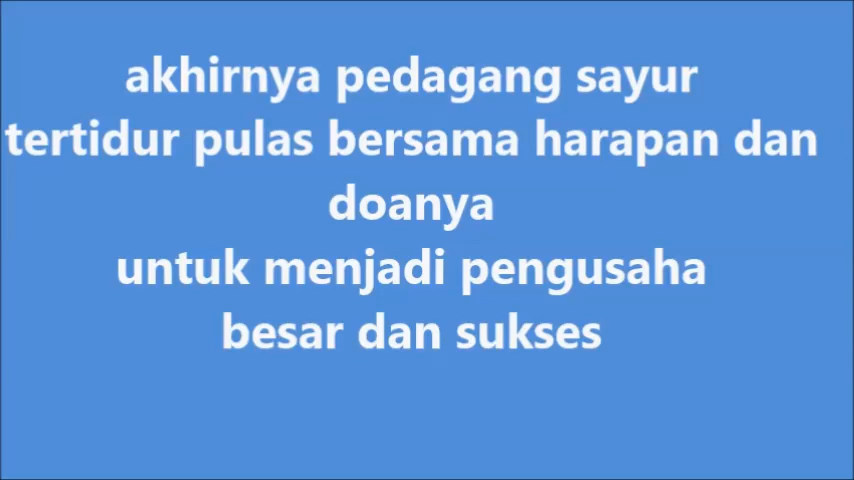 akhirnya pedagang sayur
tertidur pulas bersama harapan dan
doanya
untuk menjadi pengusaha
besar dan sukses